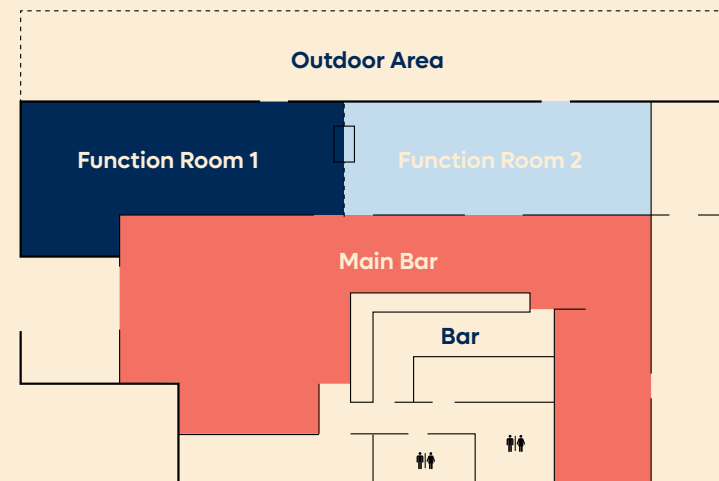 Outdoor Area
Function Room 1
Function Room 2
Main Bar
Bar